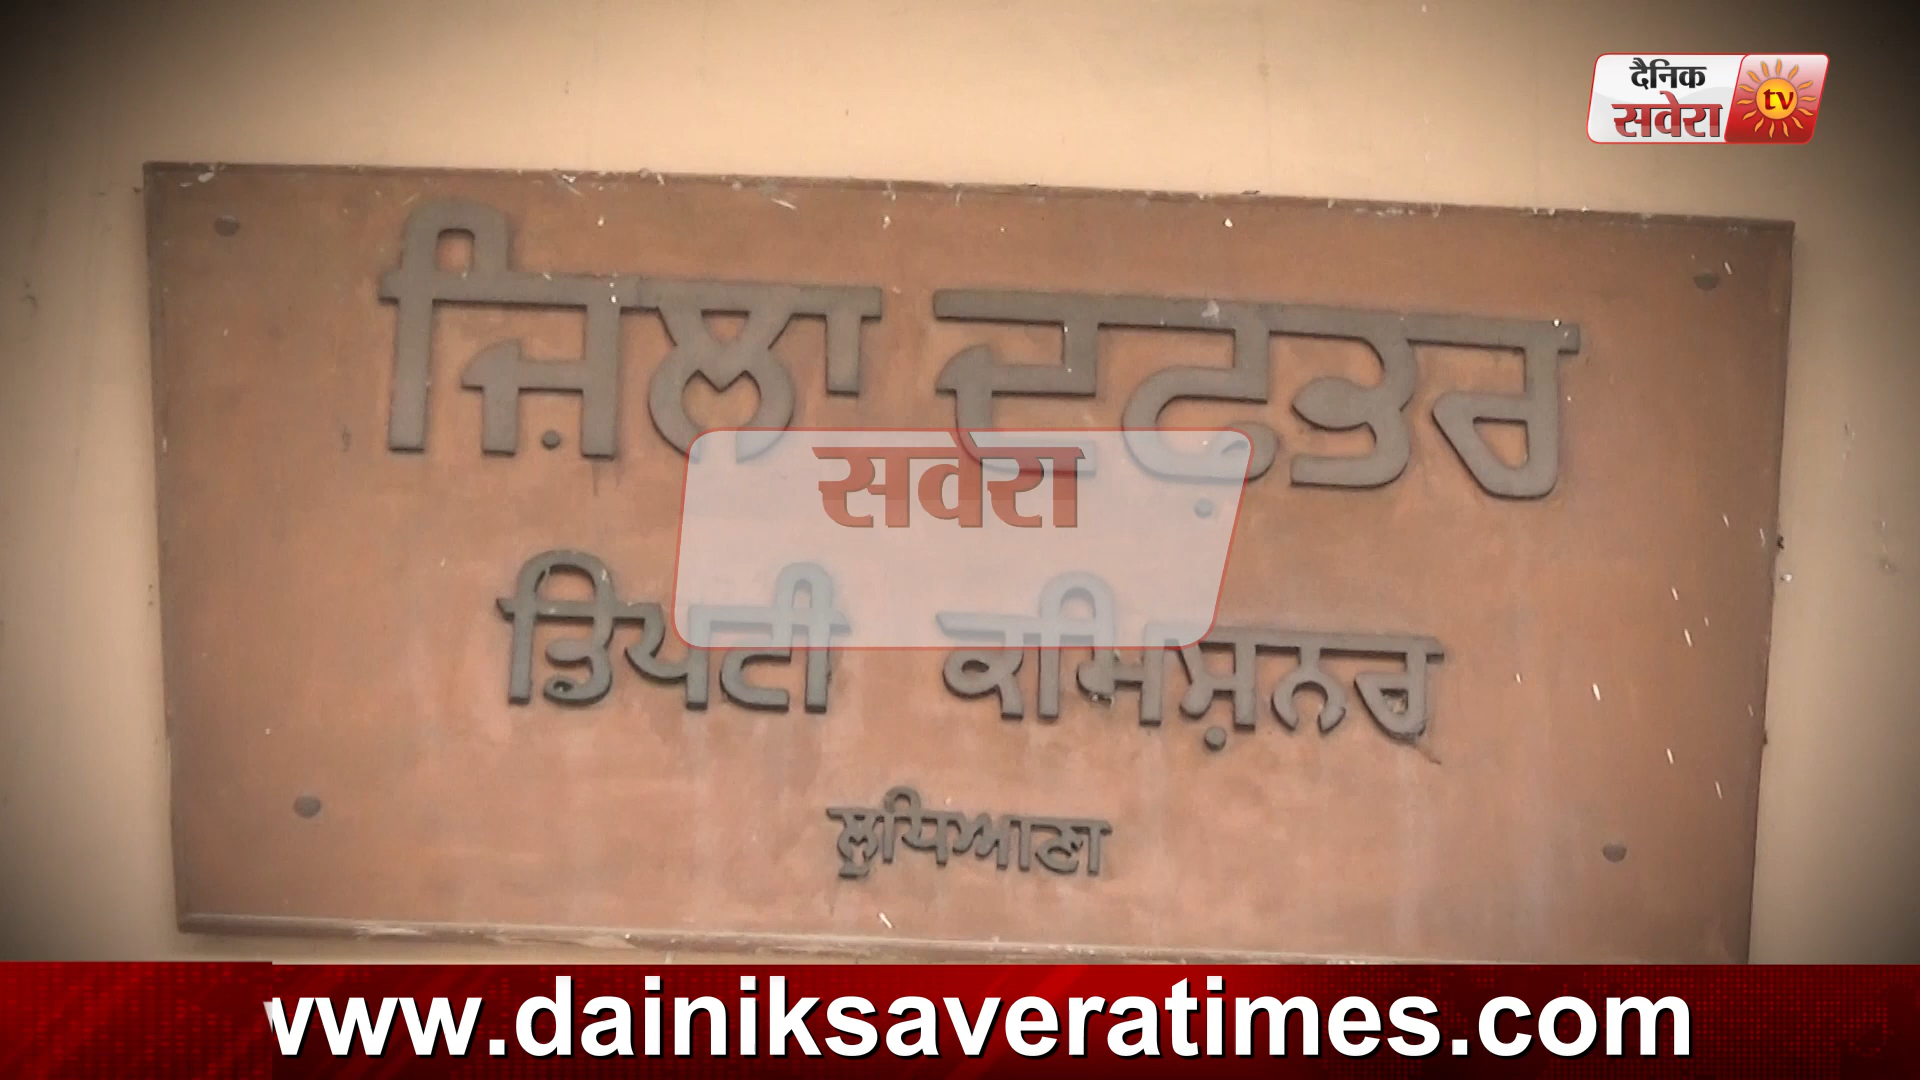 दैनिक
सवेरा tv
ਜ਼ਿਲਾ ਦਫ਼ਤਰ
सवेरा
ਡਿਪਟੀ ਕਮਿਸ਼ਨਰ
ਲੁਧਿਆਣਾ
www.dainiksaveratimes.com